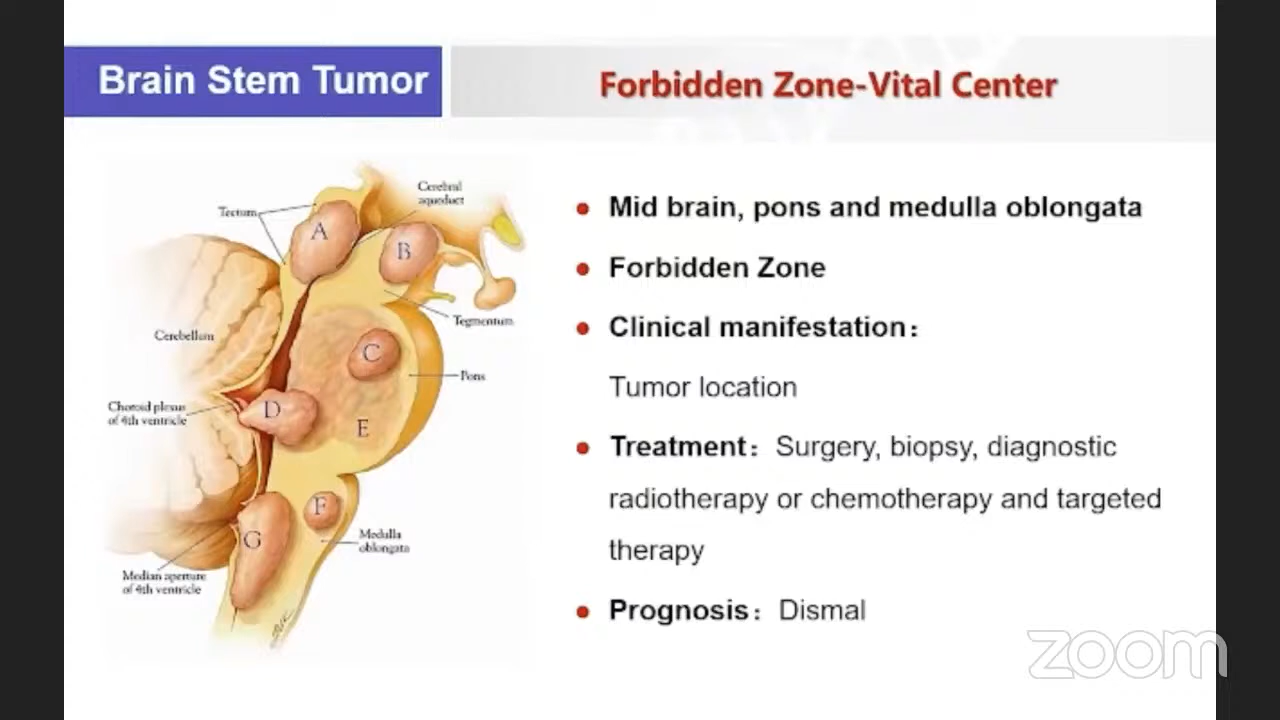 Brain Stem Tumor
Forbidden Zone-Vital Center
Cerebral
aqueduct
Tectum
A
B
Tegmentum
Cerebellum
C
Pons
Choroid plexus
of 4th ventricle
D
E
F
G
Medulla
oblongata
Median aperture
of 4th ventricle
• Mid brain, pons and medulla oblongata
• Forbidden Zone
• Clinical manifestation：
Tumor location
• Treatment：Surgery, biopsy, diagnostic
radiotherapy or chemotherapy and targeted
therapy
• Prognosis：Dismal
zoom